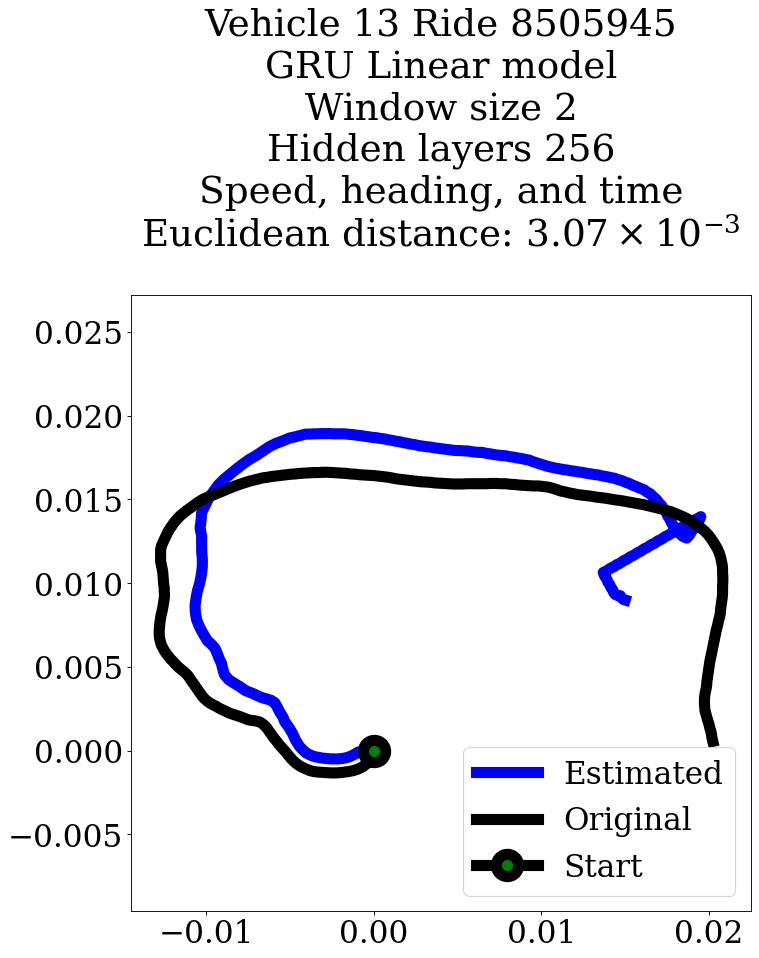 Vehicle 13 Ride 8505945
GRU Linear model
Window size 2
Hidden layers 256
Speed, heading, and time
Euclidean distance: 3.07 × 10⁻³
0.025
0.020
0.015
0.010
0.005
0.000
−0.005
Estimated
Original
Start
−0.01 0.00 0.01 0.02